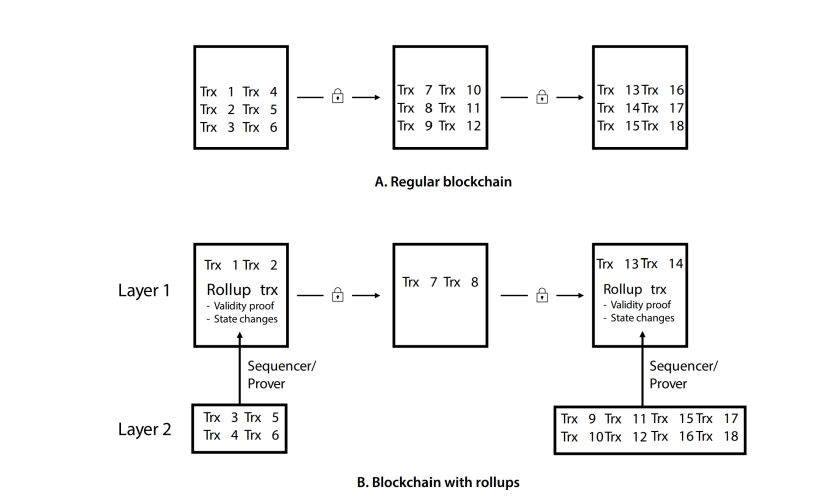 Trx 1 Trx 4
Trx 2 Trx 5
Trx 3 Trx 6
Trx 7 Trx 10
Trx 8 Trx 11
Trx 9 Trx 12
Trx 13 Trx 16
Trx 14 Trx 17
Trx 15 Trx 18
A. Regular blockchain
Layer 1
Trx 1 Trx 2
Rollup trx
- Validity proof
- State changes
Trx 7 Trx 8
Trx 13 Trx 14
Rollup trx
- Validity proof
- State changes
Sequencer/
Prover
Sequencer/
Prover
Layer 2
Trx 3 Trx 5
Trx 4 Trx 6
Trx 9 Trx 11 Trx 15 Trx 17
Trx 10 Trx 12 Trx 16 Trx 18
B. Blockchain with rollups